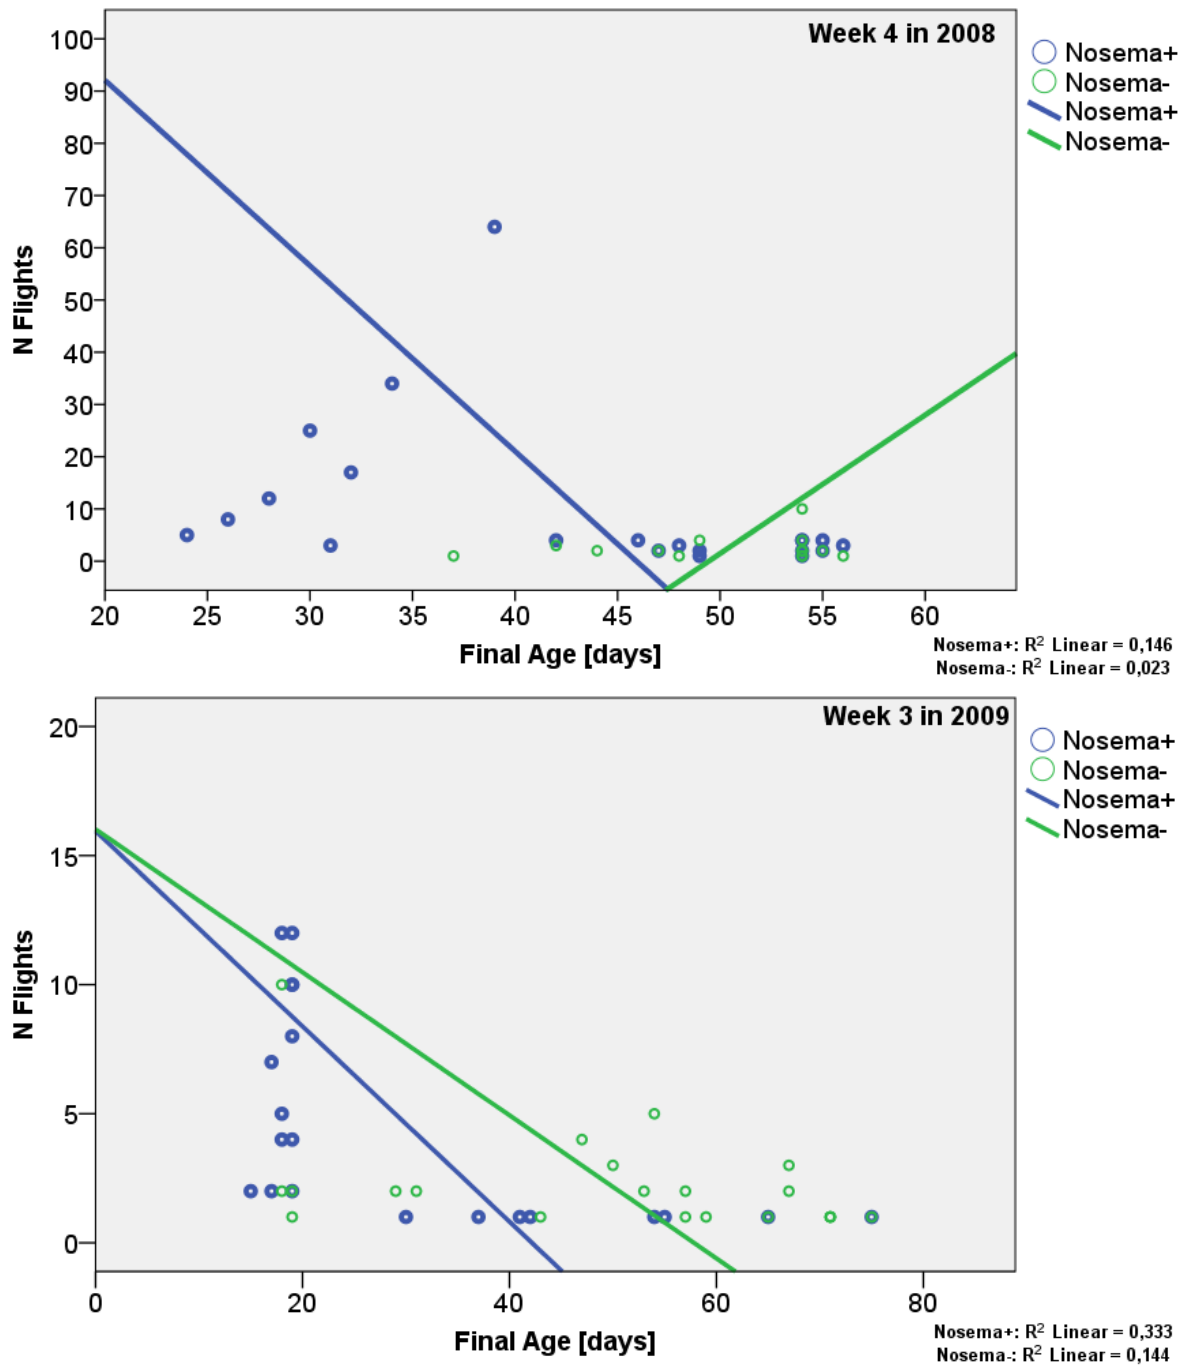 Week 4 in 2008
100
90
80
70
60
50
40
30
20
10
0
N Flights
20 25 30 35 40 45 50 55 60
Final Age [days]
Nosema+
Nosema-
Nosema+
Nosema-
Nosema+: R² Linear = 0,146
Nosema-: R² Linear = 0,023
Week 3 in 2009
20
15
10
5
0
N Flights
0 20 40 60 80
Final Age [days]
Nosema+
Nosema-
Nosema+
Nosema-
Nosema+: R² Linear = 0,333
Nosema-: R² Linear = 0,144